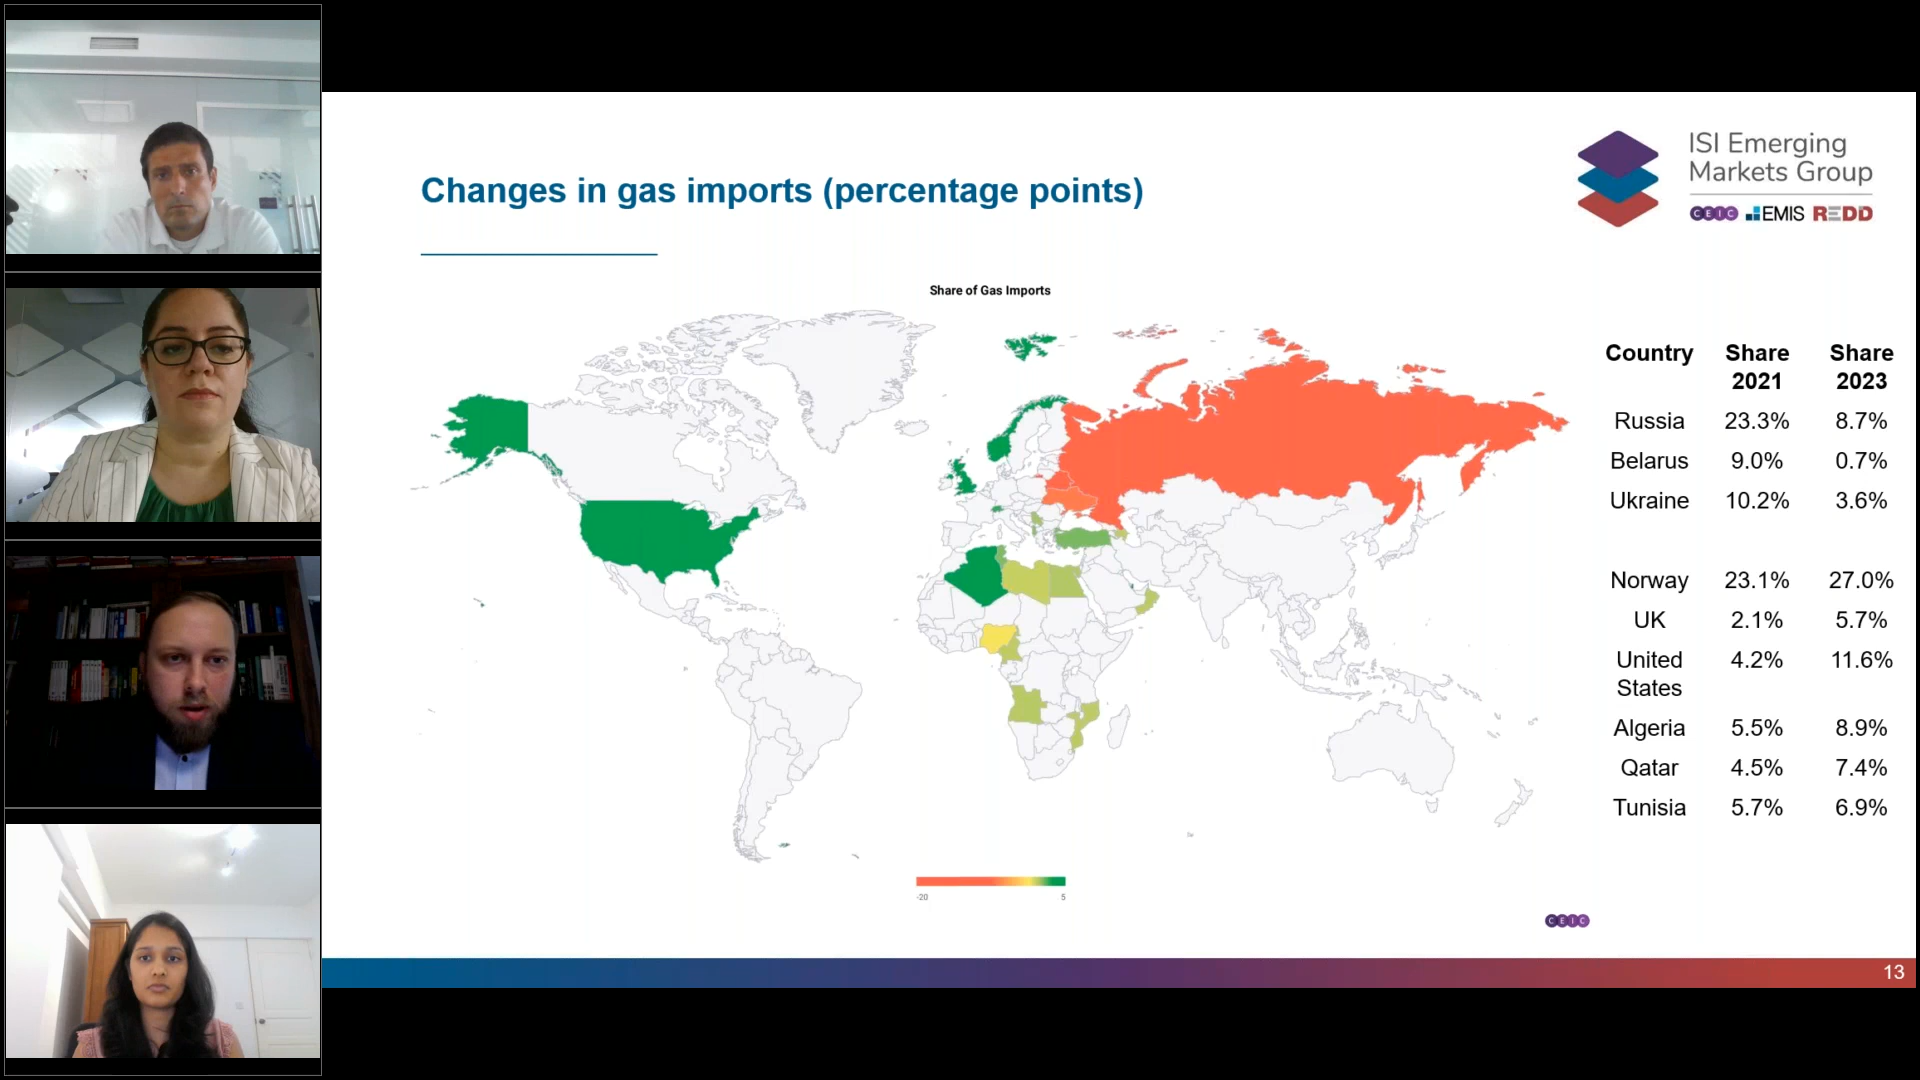 Changes in gas imports (percentage points)
ISI Emerging
Markets Group
CEIC EMIS REDD
Share of Gas Imports
Country Share 2021 Share 2023
Russia 23.3% 8.7%
Belarus 9.0% 0.7%
Ukraine 10.2% 3.6%
Norway 23.1% 27.0%
UK 2.1% 5.7%
United States 4.2% 11.6%
Algeria 5.5% 8.9%
Qatar 4.5% 7.4%
Tunisia 5.7% 6.9%
-20 5
CEIC
13